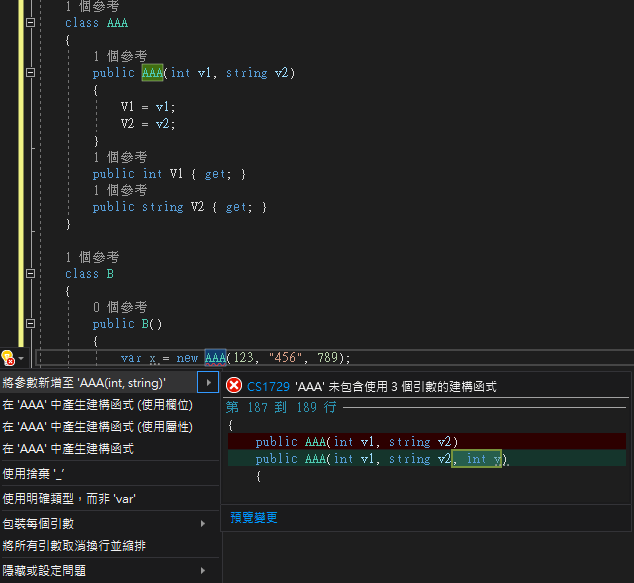 1 個參考
class AAA
{
1 個參考
public AAA(int v1, string v2)
{
V1 = v1;
V2 = v2;
}
1 個參考
public int V1 { get; }
1 個參考
public string V2 { get; }
}
1 個參考
class B
{
0 個參考
public B()
{
var x = new AAA(123, "456", 789);
將參數新增至 'AAA(int, string)'
在 'AAA' 中產生建構函式 (使用欄位)
在 'AAA' 中產生建構函式 (使用屬性)
在 'AAA' 中產生建構函式
使用捨棄 '_'
使用明確類型，而非 'var'
包裝每個引數
將所有引數取消換行並縮排
隱藏或設定問題
CS1729 'AAA' 未包含使用 3 個引數的建構函式
第 187 到 189 行
{
public AAA(int v1, string v2)
public AAA(int v1, string v2, int v)
{
預覽變更